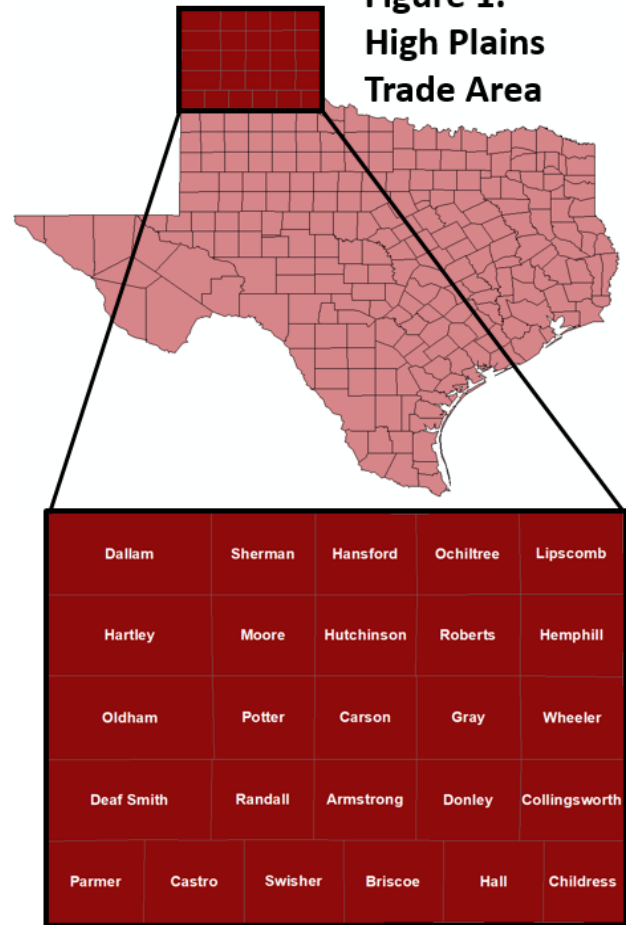 Figure 1:
High Plains
Trade Area
Dallam Sherman Hansford Ochiltree Lipscomb
Hartley Moore Hutchinson Roberts Hemphill
Oldham Potter Carson Gray Wheeler
Deaf Smith Randall Armstrong Donley Collingsworth
Parmer Castro Swisher Briscoe Hall Childress